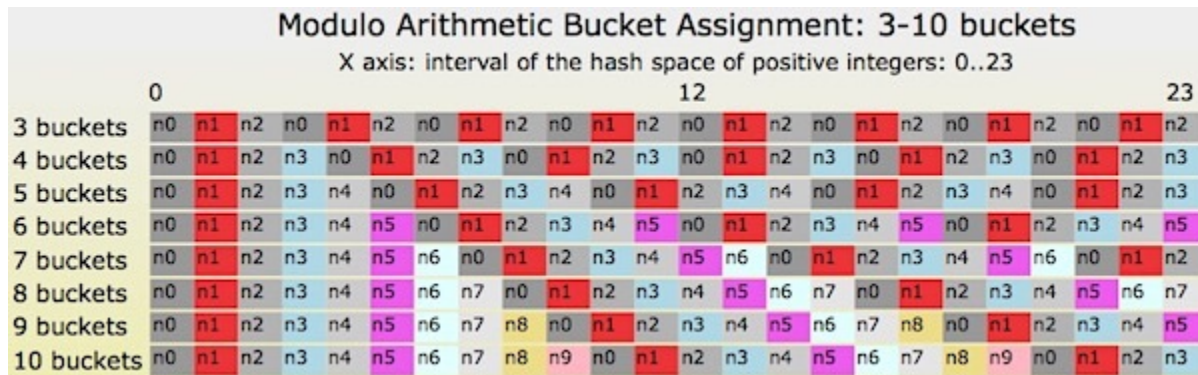 Modulo Arithmetic Bucket Assignment: 3-10 buckets
X axis: interval of the hash space of positive integers: 0..23
0 12 23
3 buckets n0 n1 n2 n0 n1 n2 n0 n1 n2 n0 n1 n2 n0 n1 n2 n0 n1 n2 n0 n1 n2 n0 n1 n2
4 buckets n0 n1 n2 n3 n0 n1 n2 n3 n0 n1 n2 n3 n0 n1 n2 n3 n0 n1 n2 n3 n0 n1 n2 n3
5 buckets n0 n1 n2 n3 n4 n0 n1 n2 n3 n4 n0 n1 n2 n3 n4 n0 n1 n2 n3 n4 n0 n1 n2 n3
6 buckets n0 n1 n2 n3 n4 n5 n0 n1 n2 n3 n4 n5 n0 n1 n2 n3 n4 n5 n0 n1 n2 n3 n4 n5
7 buckets n0 n1 n2 n3 n4 n5 n6 n0 n1 n2 n3 n4 n5 n6 n0 n1 n2 n3 n4 n5 n6 n0 n1 n2
8 buckets n0 n1 n2 n3 n4 n5 n6 n7 n0 n1 n2 n3 n4 n5 n6 n7 n0 n1 n2 n3 n4 n5 n6 n7
9 buckets n0 n1 n2 n3 n4 n5 n6 n7 n8 n0 n1 n2 n3 n4 n5 n6 n7 n8 n0 n1 n2 n3 n4 n5
10 buckets n0 n1 n2 n3 n4 n5 n6 n7 n8 n9 n0 n1 n2 n3 n4 n5 n6 n7 n8 n9 n0 n1 n2 n3